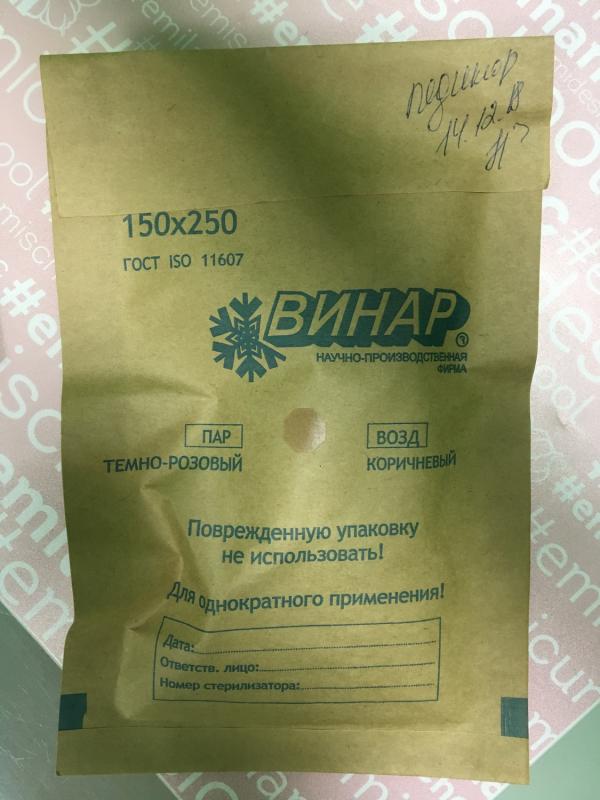 педикюр
14.12.18
150x250
ГОСТ ISO 11607
ВИНАР
НАУЧНО-ПРОИЗВОДСТВЕННАЯ
ФИРМА
ПАР
ТЕМНО-РОЗОВЫЙ
ВОЗД
КОРИЧНЕВЫЙ
Поврежденную упаковку
не использовать!
Для однократного применения!
Дата:
Ответств. лицо:
Номер стерилизатора: